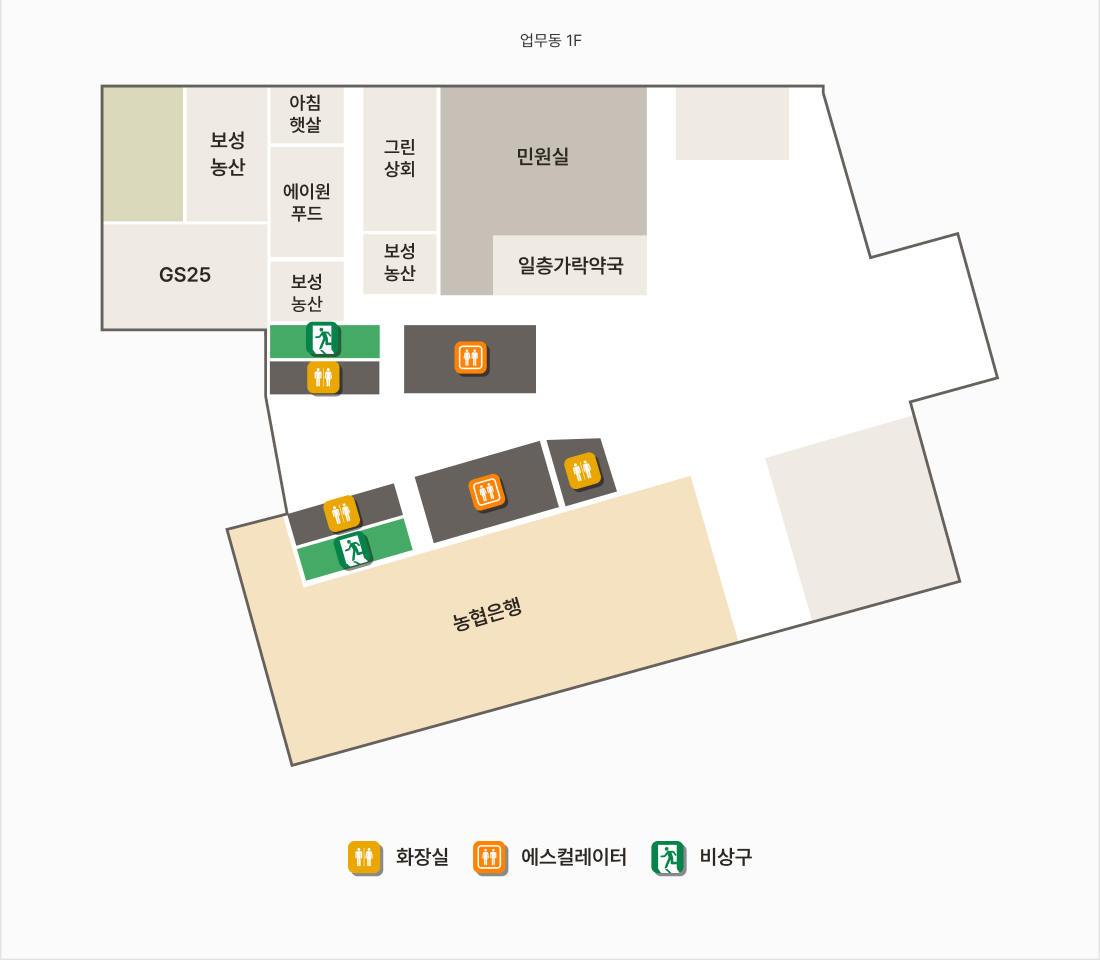 업무동 1F
아침
햇살
보성
농산
그린
상회
민원실
에이원
푸드
GS25
보성
농산
보성
농산
일층가락약국
농협은행
화장실
에스컬레이터
비상구